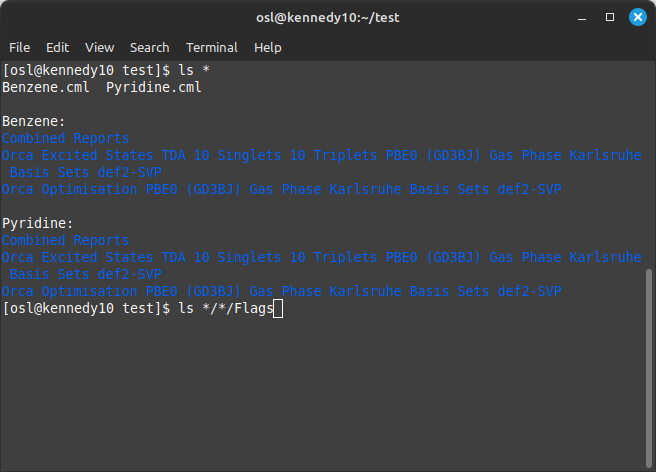 osl@kennedy10:~/test
File Edit View Search Terminal Help
[osl@kennedy10 test]$ ls *
Benzene.cml  Pyridine.cml
Benzene:
Combined Reports
Orca Excited States TDA 10 Singlets 10 Triplets PBE0 (GD3BJ) Gas Phase Karlsruhe
 Basis Sets def2-SVP
Orca Optimisation PBE0 (GD3BJ) Gas Phase Karlsruhe Basis Sets def2-SVP
Pyridine:
Combined Reports
Orca Excited States TDA 10 Singlets 10 Triplets PBE0 (GD3BJ) Gas Phase Karlsruhe
 Basis Sets def2-SVP
Orca Optimisation PBE0 (GD3BJ) Gas Phase Karlsruhe Basis Sets def2-SVP
[osl@kennedy10 test]$ ls */*/Flags